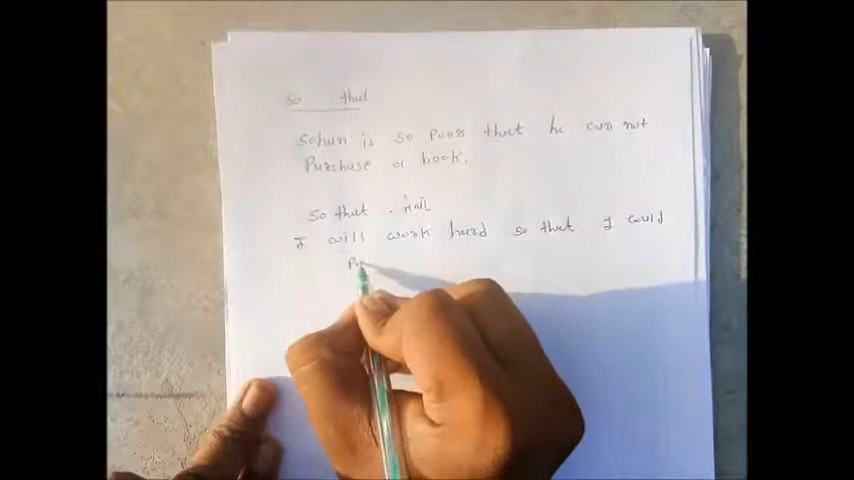 so that
Sohan is so Poor that he can not
Purchase a book.
So that -
I will work hard so that I could